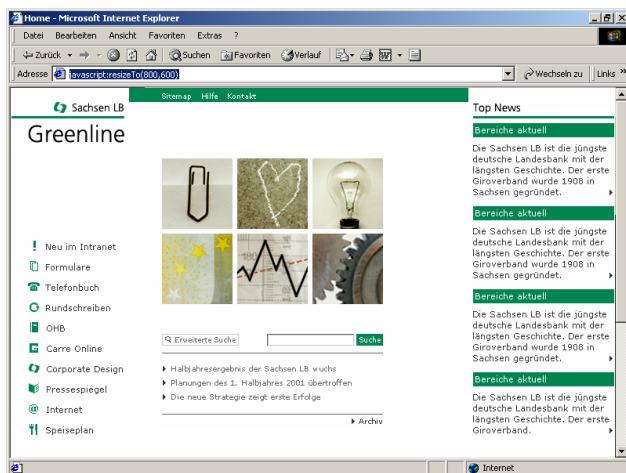 Home - Microsoft Internet Explorer
Datei Bearbeiten Ansicht Favoriten Extras ?
Zurück Suchen Favoriten Verlauf
Adresse javascript:resizeTo(800,600) Wechseln zu Links »
Sachsen LB
Sitemap Hilfe Kontakt
Greenline
Neu im Intranet
Formulare
Telefonbuch
Rundschreiben
OHB
Carre Online
Corporate Design
Pressespiegel
@ Internet
Speiseplan
Erweiterte Suche Suche
Halbjahresergebnis der Sachsen LB wuchs
Planungen des 1. Halbjahres 2001 übertroffen
Die neue Strategie zeigt erste Erfolge
Archiv
Top News
Bereiche aktuell
Die Sachsen LB ist die jüngste
deutsche Landesbank mit der
längsten Geschichte. Der erste
Giroverband wurde 1908 in
Sachsen gegründet.
Bereiche aktuell
Die Sachsen LB ist die jüngste
deutsche Landesbank mit der
längsten Geschichte. Der erste
Giroverband wurde 1908 in
Sachsen gegründet.
Bereiche aktuell
Die Sachsen LB ist die jüngste
deutsche Landesbank mit der
längsten Geschichte. Der erste
Giroverband wurde 1908 in
Sachsen gegründet.
Bereiche aktuell
Die Sachsen LB ist die jüngste
deutsche Landesbank mit der
längsten Geschichte. Der erste
Giroverband.
Internet